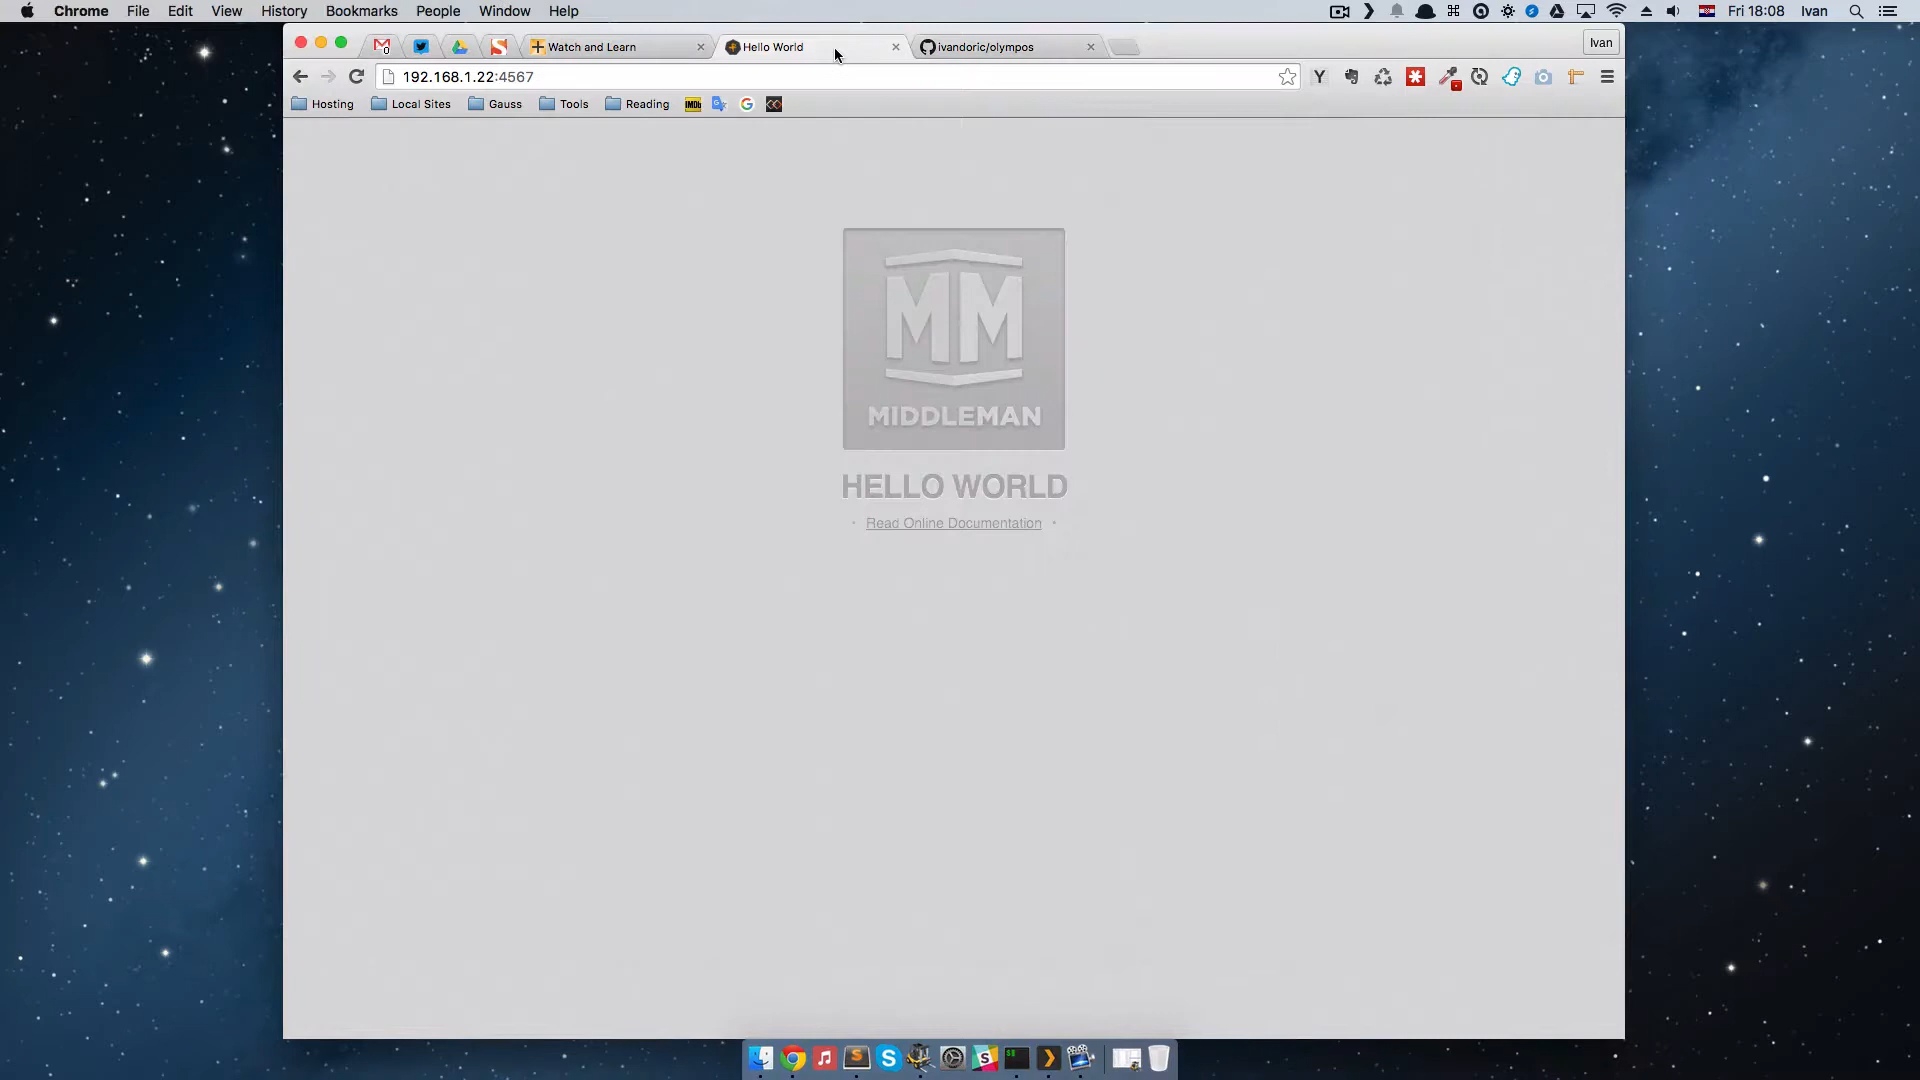 Chrome File Edit View History Bookmarks People Window Help Fri 18:08 Ivan
Watch and Learn Hello World ivandoric/olympos Ivan
192.168.1.22:4567
Hosting Local Sites Gauss Tools Reading IMDb
MM
MIDDLEMAN
HELLO WORLD
• Read Online Documentation •